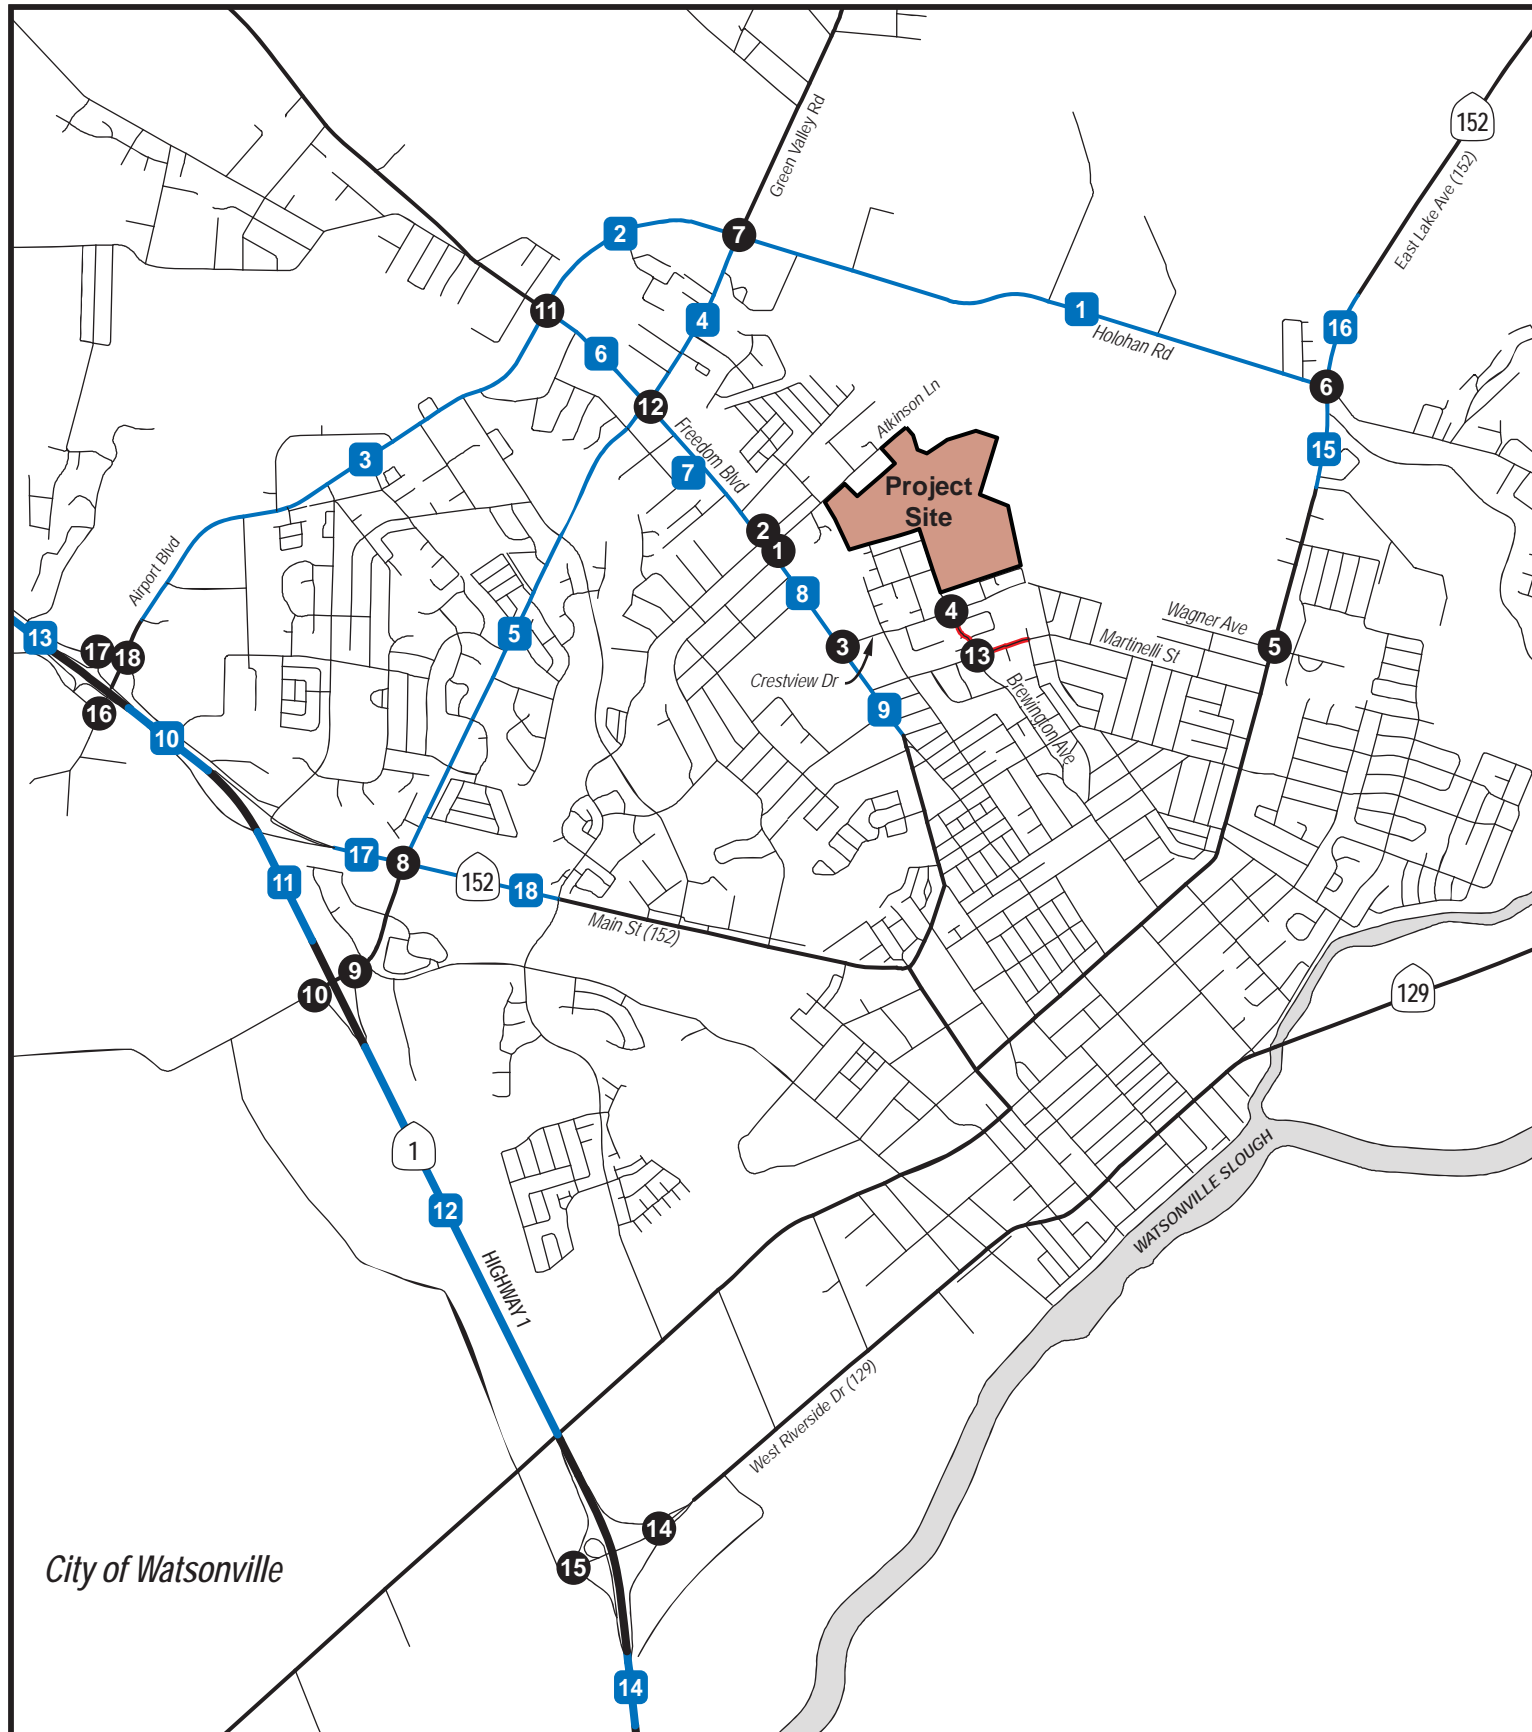 152
Green Valley Rd
East Lake Ave (152)
2
7
11
4
1
Holohan Rd
16
6
6
12
Atkinson Ln
Freedom Blvd
3
7
15
Project
Site
2
1
Airport Blvd
8
4
Wagner Ave
5
13
17
18
3
13
Martinelli St
5
Crestview Dr
16
10
9
Brewington Ave
17
8
152
18
11
Main St (152)
9
10
129
1
WATSONVILLE SLOUGH
12
HIGHWAY 1
West Riverside Dr (129)
14
15
City of Watsonville
14